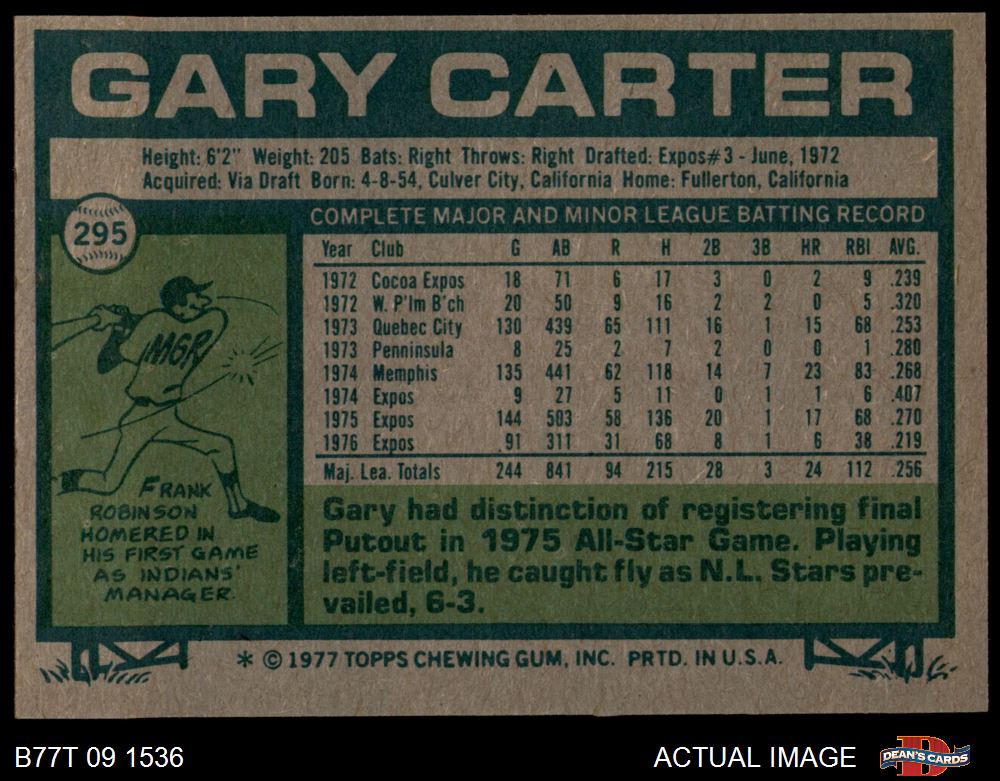 GARY CARTER
Height: 6'2" Weight: 205 Bats: Right Throws: Right Drafted: Expos#3 - June, 1972
Acquired: Via Draft Born: 4-8-54, Culver City, California Home: Fullerton, California
295
COMPLETE MAJOR AND MINOR LEAGUE BATTING RECORD
Year Club G AB R H 2B 3B HR RBI AVG.
1972 Cocoa Expos 18 71 6 17 3 0 2 9 .239
1972 W. P'lm B'ch 20 50 9 16 2 2 0 5 .320
1973 Quebec City 130 439 65 111 16 1 15 68 .253
1973 Penninsula 8 25 2 7 2 0 0 1 .280
1974 Memphis 135 441 62 118 14 7 23 83 .268
1974 Expos 9 27 5 11 0 1 1 6 .407
1975 Expos 144 503 58 136 20 1 17 68 .270
1976 Expos 91 311 31 68 8 1 6 38 .219
Maj. Lea. Totals 244 841 94 215 28 3 24 112 .256
MGR
FRANK
ROBINSON
HOMERED IN
HIS FIRST GAME
AS INDIANS'
MANAGER.
Gary had distinction of registering final
Putout in 1975 All-Star Game. Playing
left-field, he caught fly as N.L. Stars pre-
vailed, 6-3.
* © 1977 TOPPS CHEWING GUM, INC. PRTD. IN U.S.A.
B77T 09 1536
ACTUAL IMAGE
DEAN'S CARDS